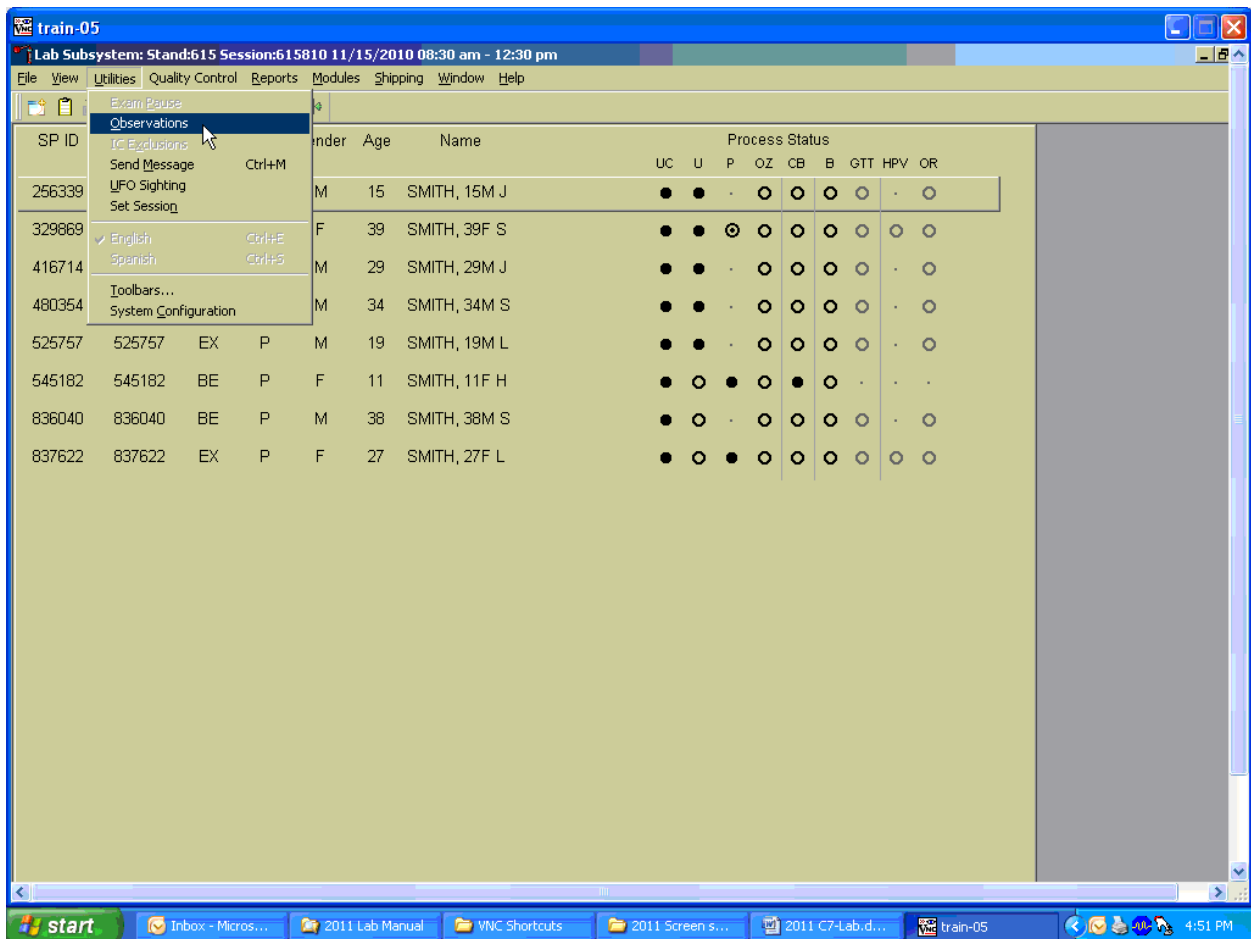 train-05
Lab Subsystem: Stand:615 Session:615810 11/15/2010 08:30 am - 12:30 pm
File View Utilities Quality Control Reports Modules Shipping Window Help
Exam Pause
Observations
IC Exclusions
Send Message Ctrl+M
UFO Sighting
Set Session
English Ctrl+E
Spanish Ctrl+S
Toolbars...
System Configuration
SP ID Age Name Process Status
UC U P OZ CB B GTT HPV OR
256339 M 15 SMITH, 15M J
329869 F 39 SMITH, 39F S
416714 M 29 SMITH, 29M J
480354 M 34 SMITH, 34M S
525757 525757 EX P M 19 SMITH, 19M L
545182 545182 BE P F 11 SMITH, 11F H
836040 836040 BE P M 38 SMITH, 38M S
837622 837622 EX P F 27 SMITH, 27F L
start Inbox - Micros... 2011 Lab Manual VNC Shortcuts 2011 Screen s... 2011 C7-Lab.d... train-05 4:51 PM